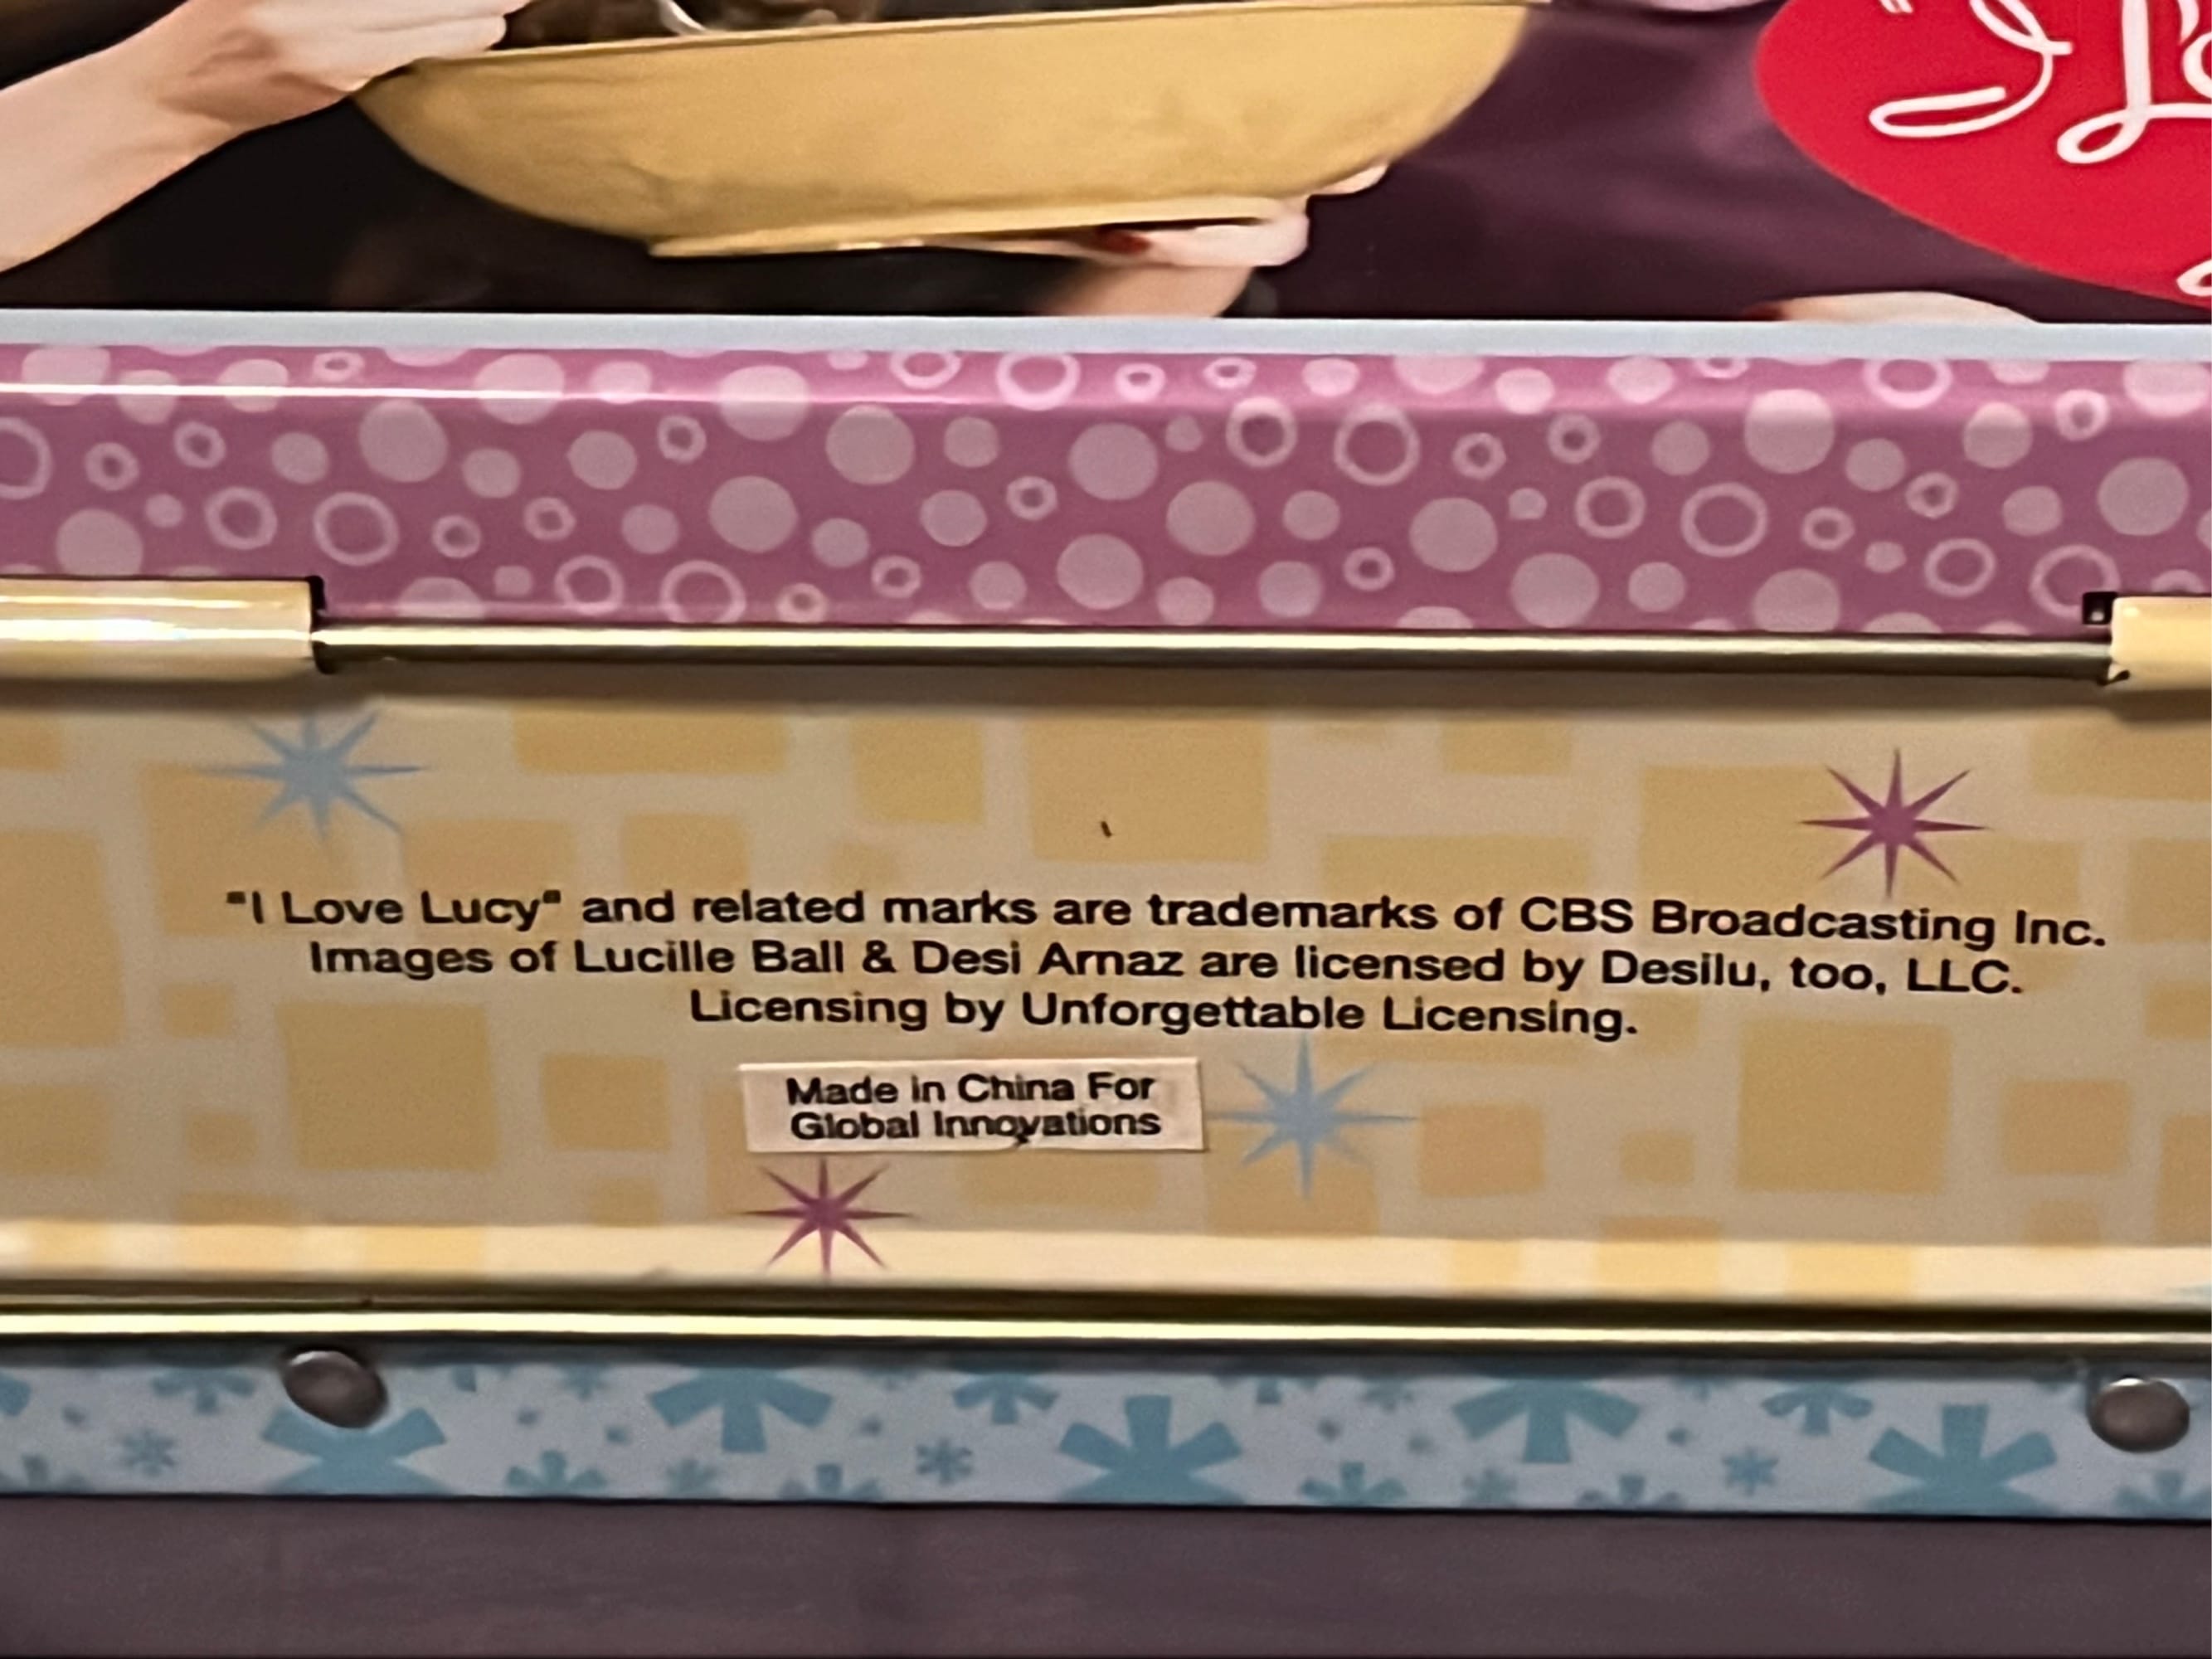 "I Lo
"I Love Lucy" and related marks are trademarks of CBS Broadcasting Inc.
Images of Lucille Ball & Desi Arnaz are licensed by Desilu, too, LLC.
Licensing by Unforgettable Licensing.
Made in China For
Global Innovations